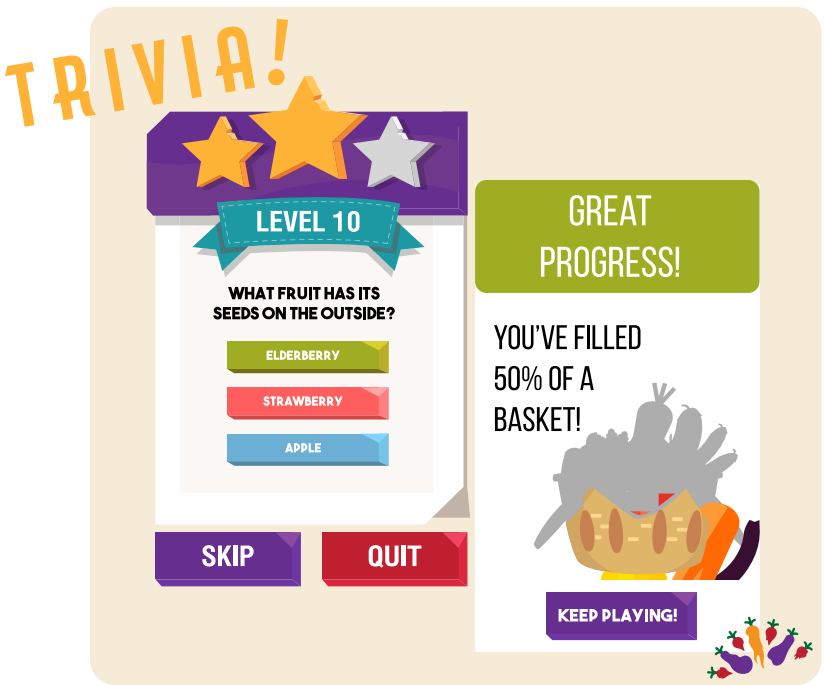 TRIVIA!
LEVEL 10
WHAT FRUIT HAS ITS
SEEDS ON THE OUTSIDE?
ELDERBERRY
STRAWBERRY
APPLE
SKIP
QUIT
GREAT
PROGRESS!
YOU'VE FILLED
50% OF A
BASKET!
KEEP PLAYING!